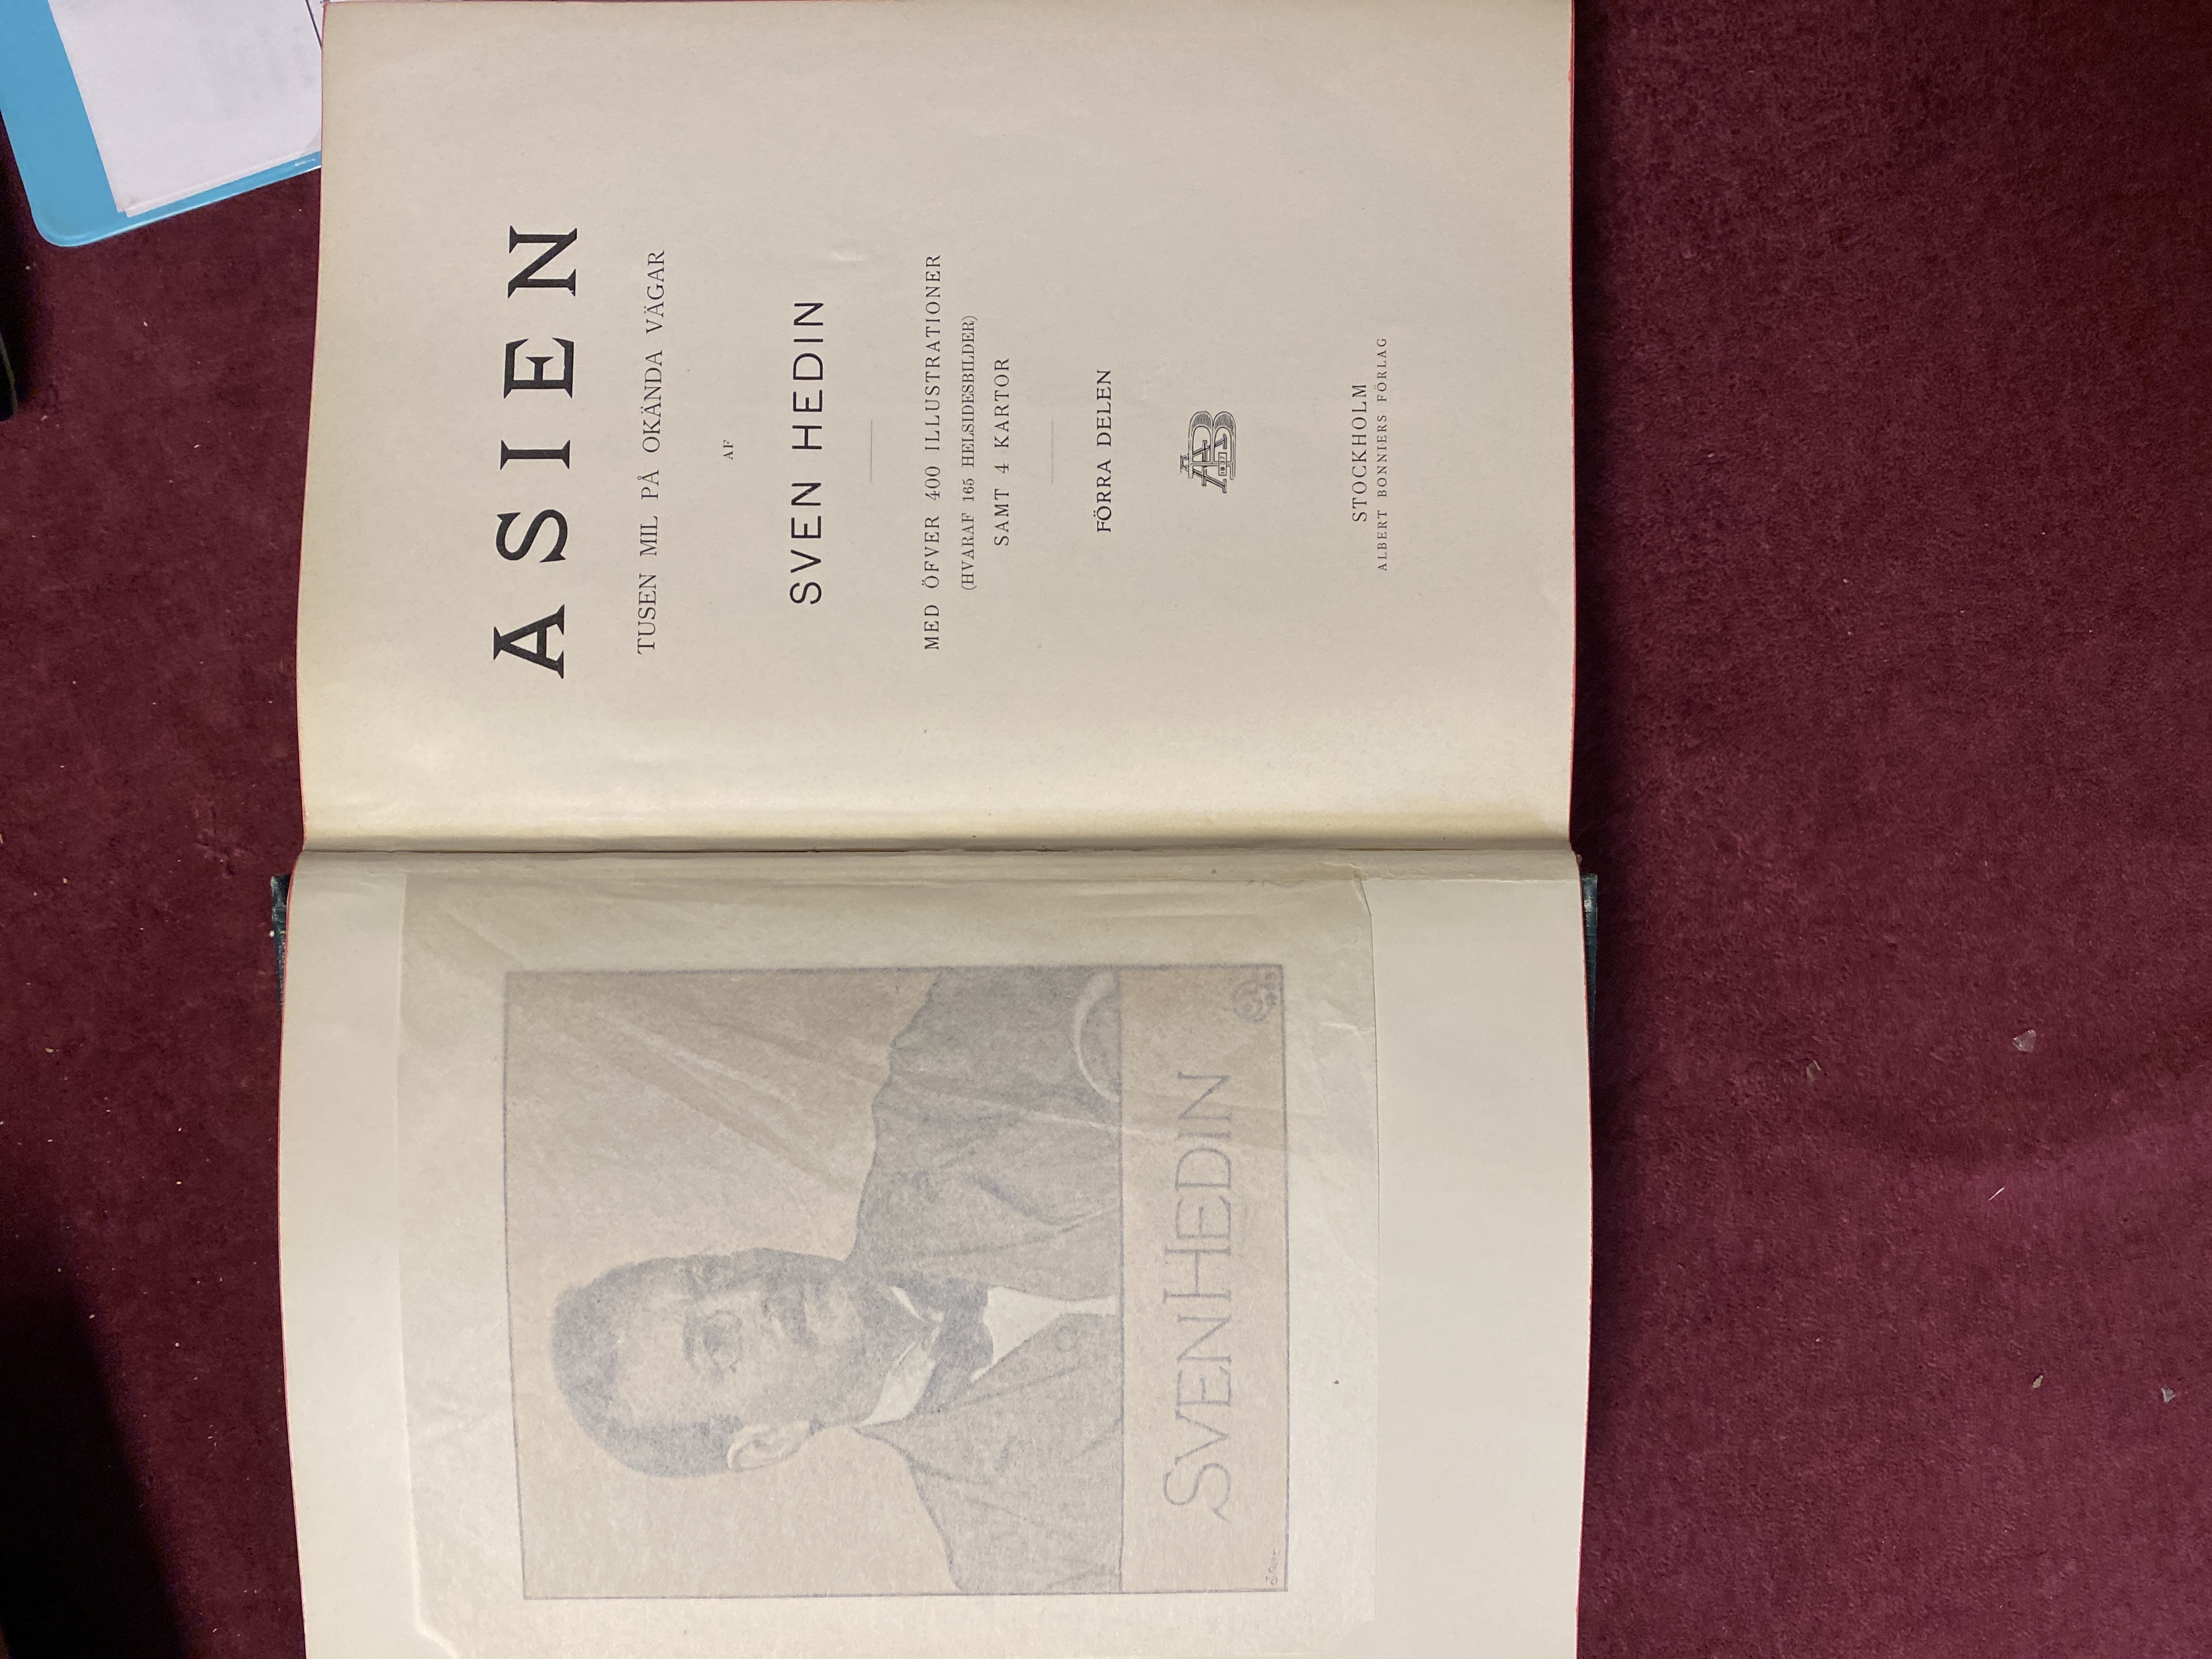 SVEN HEDIN
ASIEN
TUSEN MIL PÅ OKÄNDA VÄGAR
AF
SVEN HEDIN
MED ÖFVER 400 ILLUSTRATIONER
(HVARAF 165 HELSIDESBILDER)
SAMT 4 KARTOR
FÖRRA DELEN
STOCKHOLM
ALBERT BONNIERS FÖRLAG